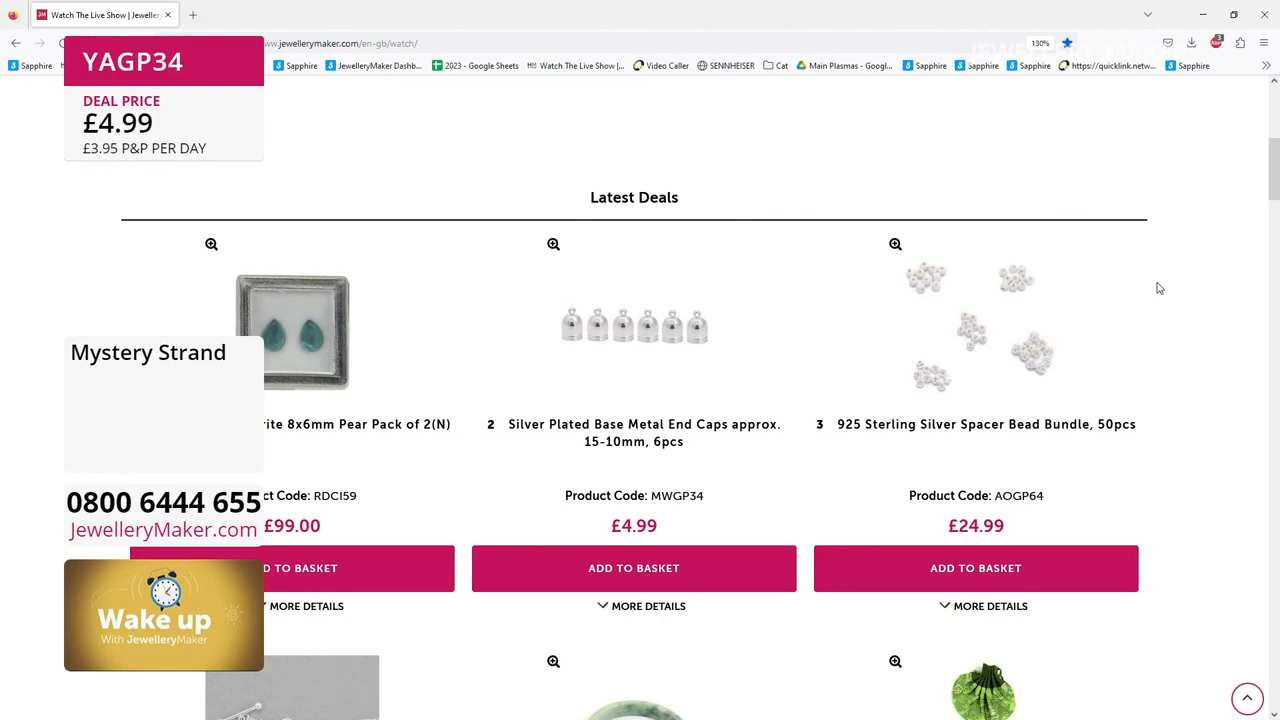 Watch The Live Show | Jeweller
ww.jewellerymaker.com/en-gb/watch/
130%
3
JEWELLERY MAKER
Sapphire
Sapphire
JewelleryMaker Dashb...
2023 - Google Sheets
Watch The Live Show |...
Video Caller
SENNHEISER
Cat
Main Plasmas - Googl...
Sapphire
Sapphire
Sapphire
https://quicklink.netw...
Sapphire
YAGP34
DEAL PRICE
£4.99
£3.95 P&P PER DAY
Latest Deals
Mystery Strand
rite 8x6mm Pear Pack of 2(N)
2 Silver Plated Base Metal End Caps approx.
15-10mm, 6pcs
3 925 Sterling Silver Spacer Bead Bundle, 50pcs
ct Code: RDCI59
Product Code: MWGP34
Product Code: AOGP64
£99.00
£4.99
£24.99
0800 6444 655
JewelleryMaker.com
D TO BASKET
ADD TO BASKET
ADD TO BASKET
MORE DETAILS
MORE DETAILS
MORE DETAILS
Wake up
With JewelleryMaker